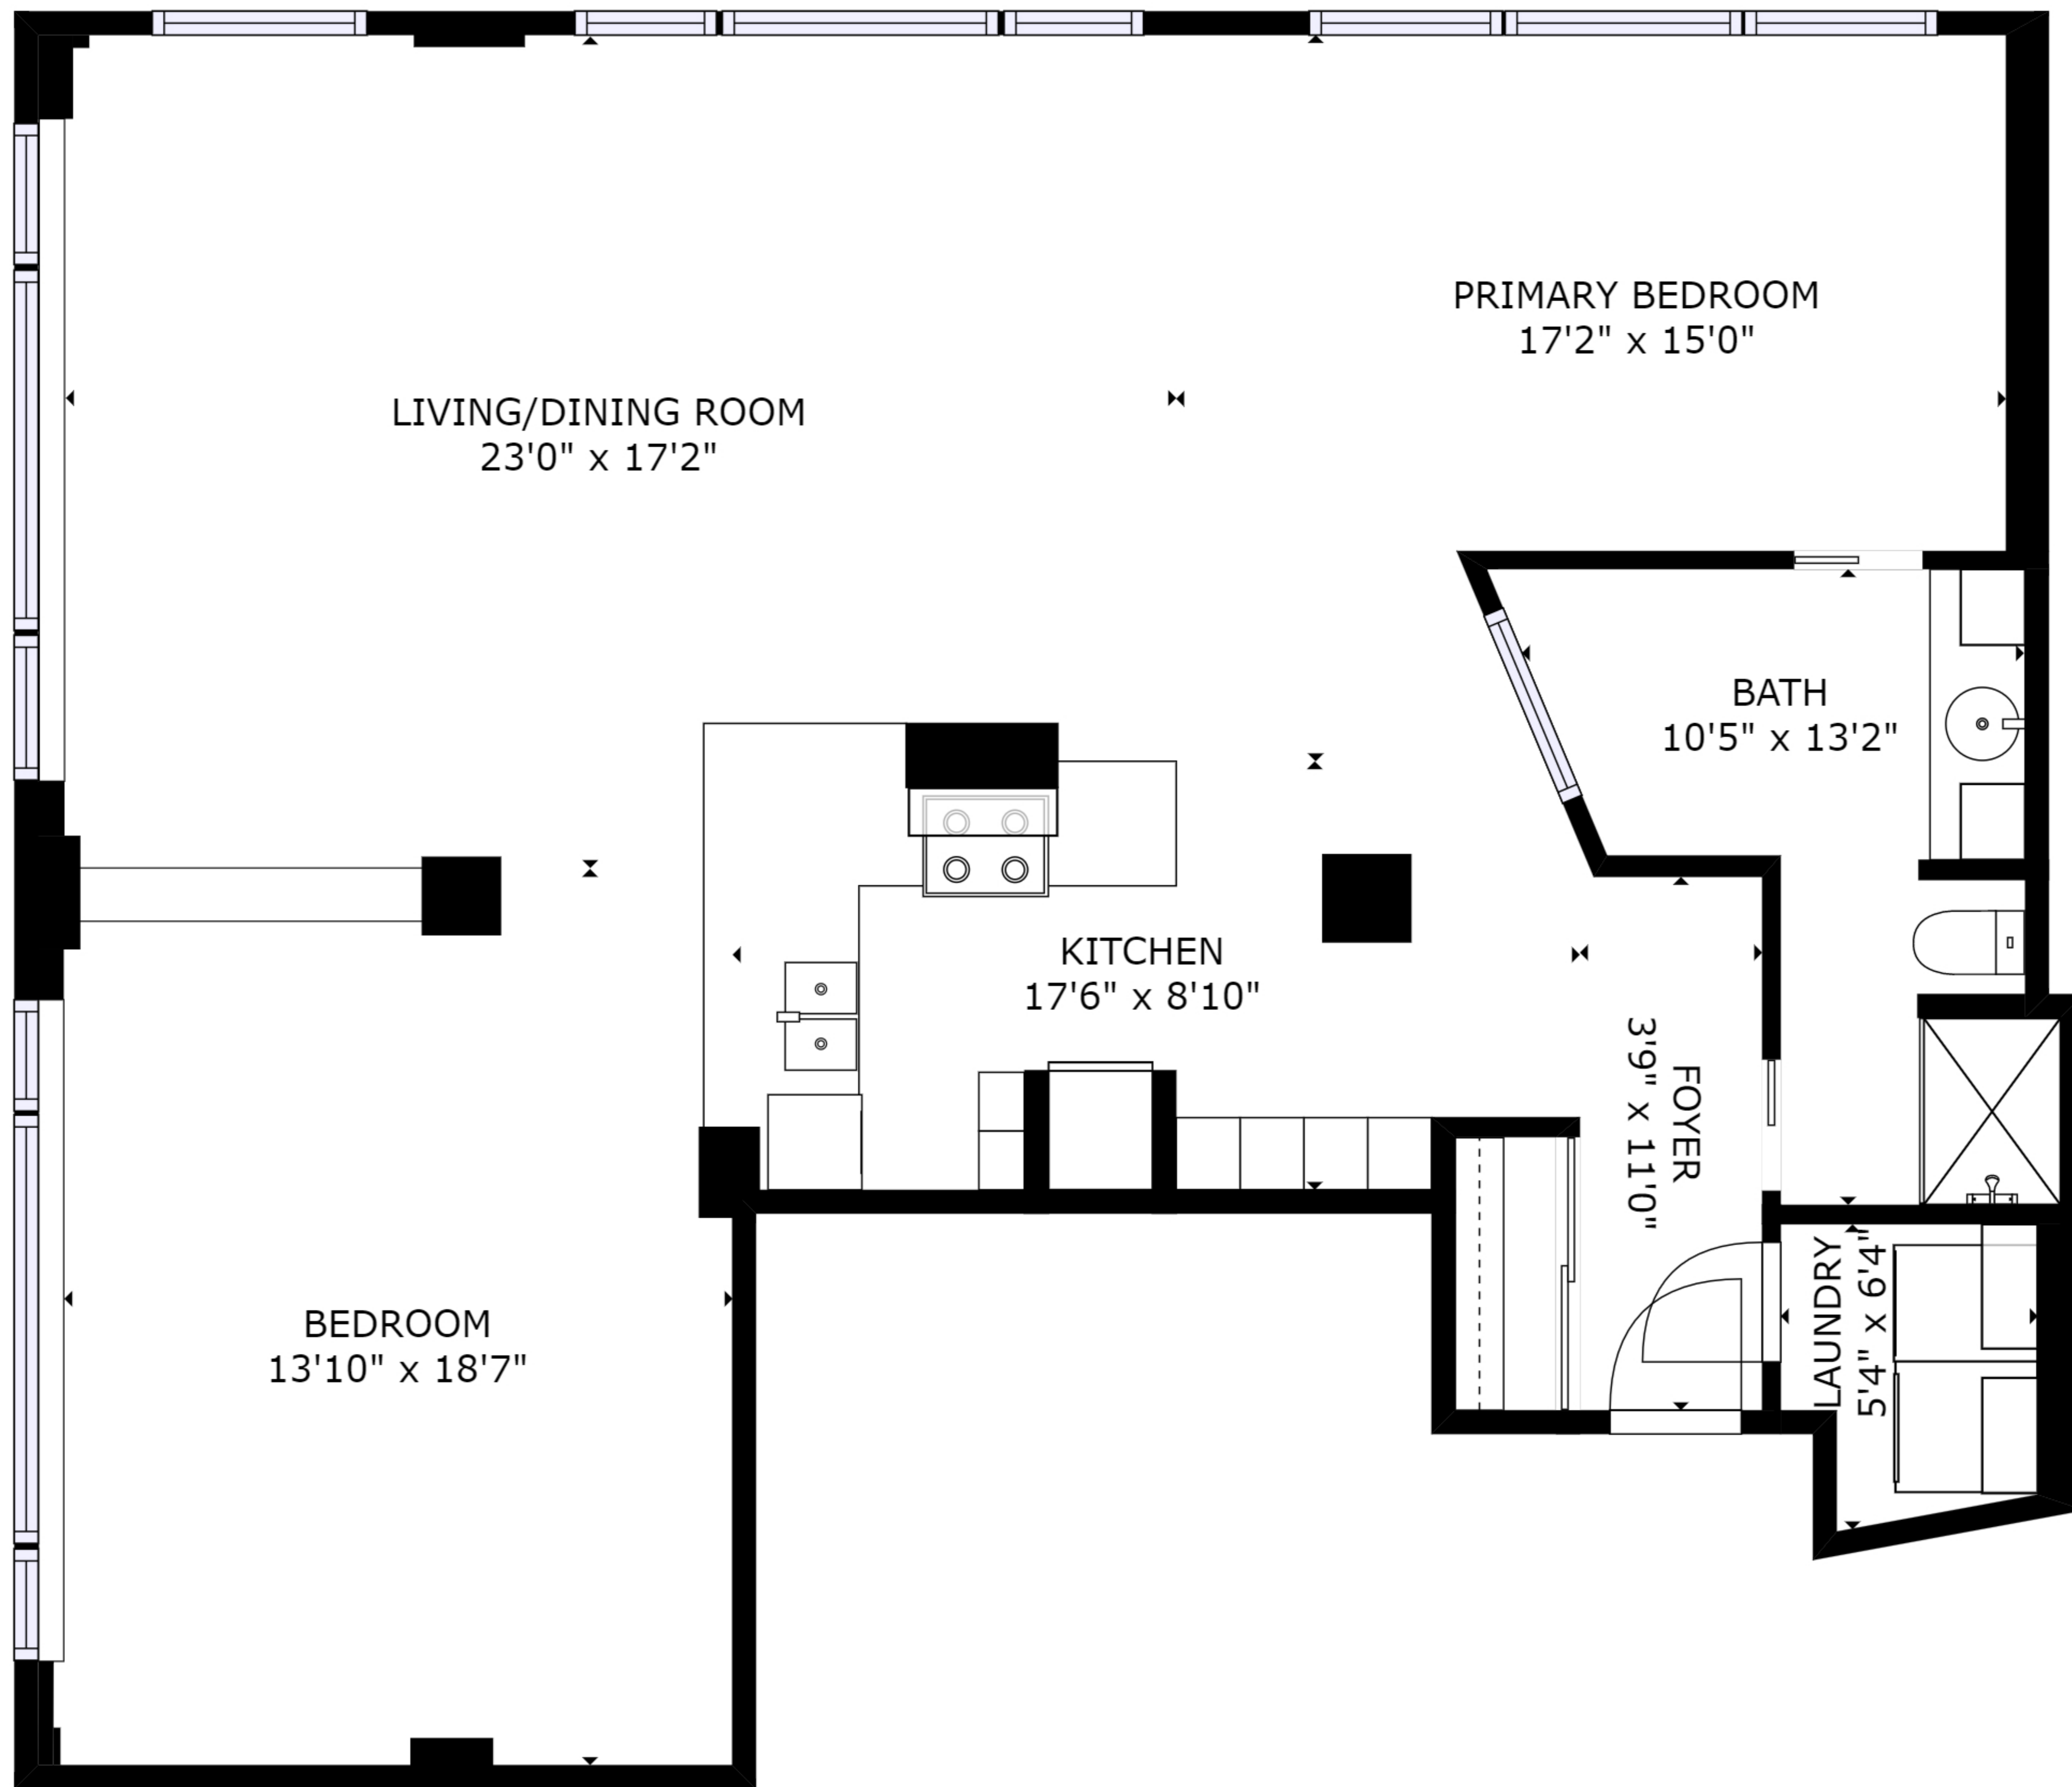 PRIMARY BEDROOM
17'2" x 15'0"
LIVING/DINING ROOM
23'0" x 17'2"
BATH
10'5" x 13'2"
KITCHEN
17'6" x 8'10"
FOYER
3'9" x 11'0"
LAUNDRY
5'4" x 6'4"
BEDROOM
13'10" x 18'7"